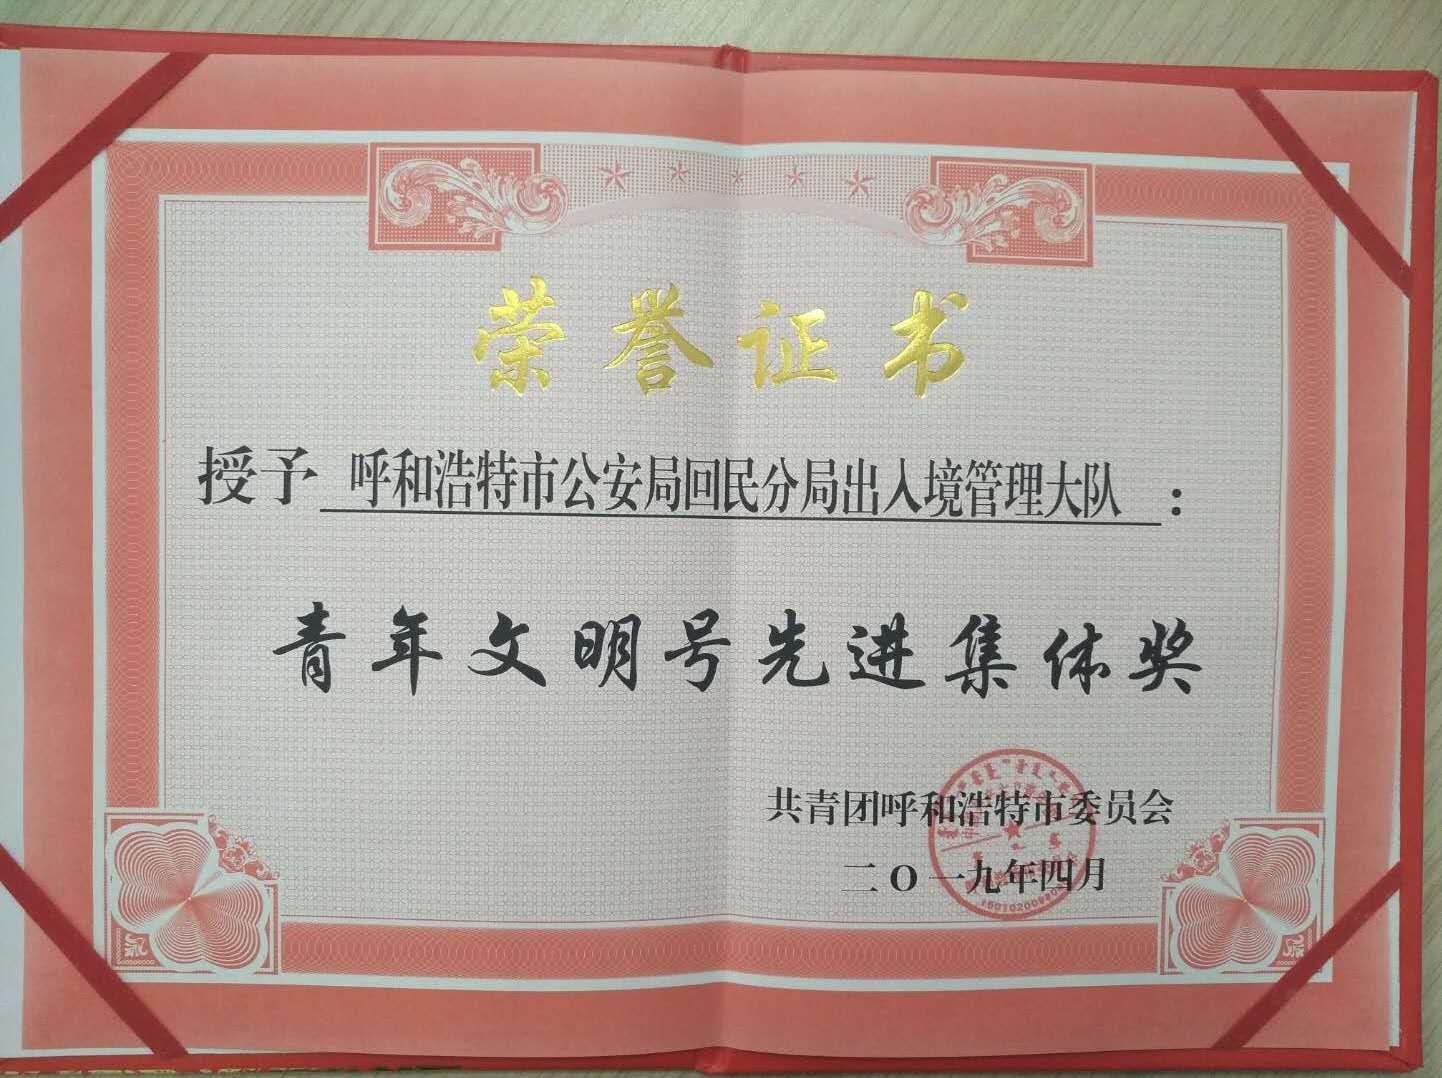 荣誉证书
授予 呼和浩特市公安局回民分局出入境管理大队：
青年文明号先进集体奖
共青团呼和浩特市委员会
二O一九年四月